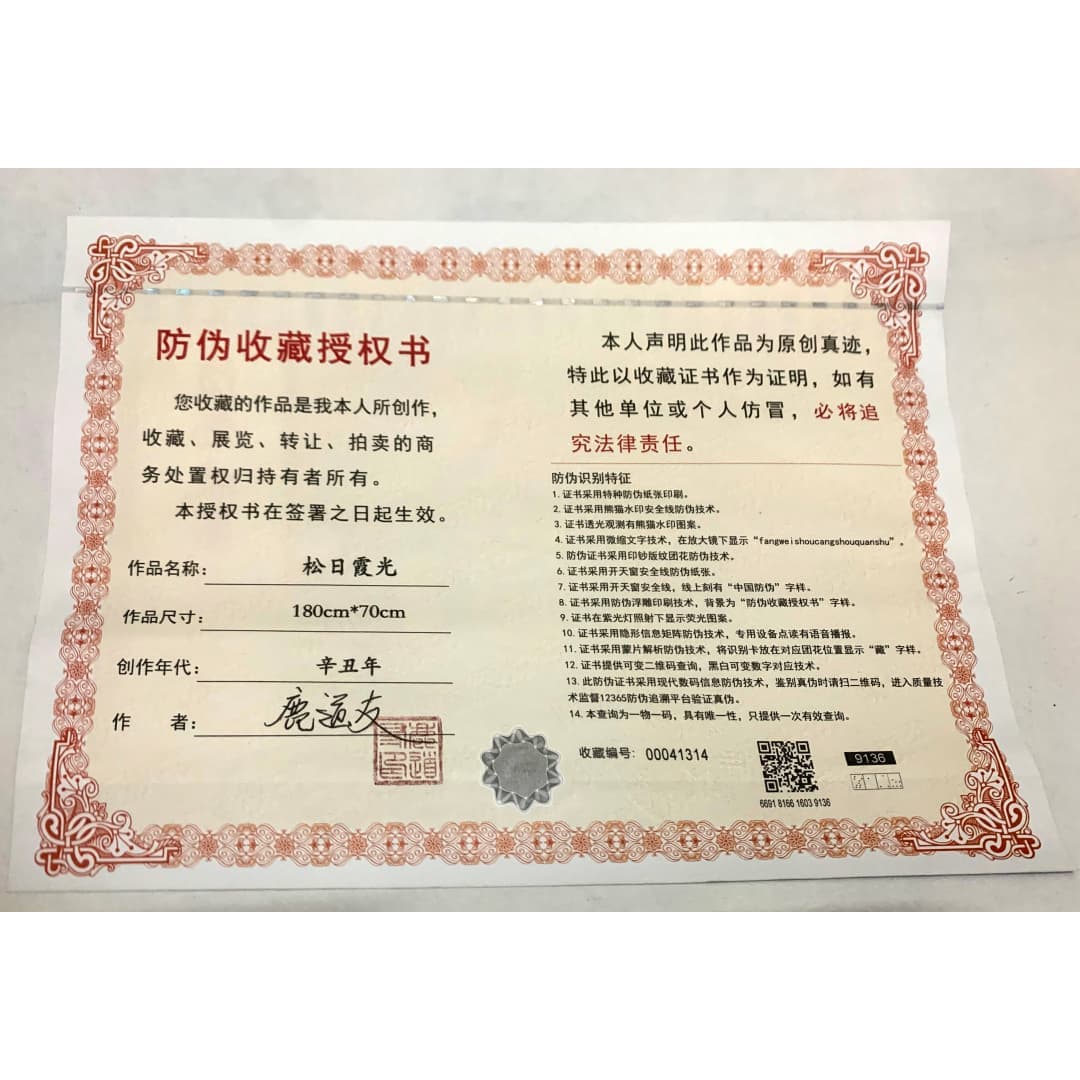 防伪收藏授权书
您收藏的作品是我本人所创作，
收藏、展览、转让、拍卖的商
务处置权归持有者所有。
本授权书在签署之日起生效。
作品名称： 松日霞光
作品尺寸： 180cm*70cm
创作年代： 辛丑年
作 者： 鹿道友
本人声明此作品为原创真迹，
特此以收藏证书作为证明，如有
其他单位或个人仿冒，必将追
究法律责任。
防伪识别特征
1. 证书采用特种防伪纸张印刷。
2. 证书采用熊猫水印安全线防伪技术。
3. 证书透光观测有熊猫水印图案。
4. 证书采用微缩文字技术，在放大镜下显示“fangweishoucangshouquanshu”。
5. 防伪证书采用印钞版纹团花防伪技术。
6. 证书采用开天窗安全线防伪纸张。
7. 证书采用开天窗安全线，线上刻有“中国防伪”字样。
8. 证书采用防伪浮雕印刷技术，背景为“防伪收藏授权书”字样。
9. 证书在紫光灯照射下显示荧光图案。
10. 证书采用隐形信息矩阵防伪技术，专用设备点读有语音播报。
11. 证书采用蒙片解析防伪技术，将识别卡放在对应团花位置显示“藏”字样。
12. 证书提供可变二维码查询，黑白可变数字对应技术。
13. 此防伪证书采用现代数码信息防伪技术，鉴别真伪时请扫二维码，进入质量技
术监督12365防伪追溯平台验证真伪。
14. 本查询为一物一码，具有唯一性，只提供一次有效查询。
收藏编号： 00041314
9136
6691 8166 1603 9136